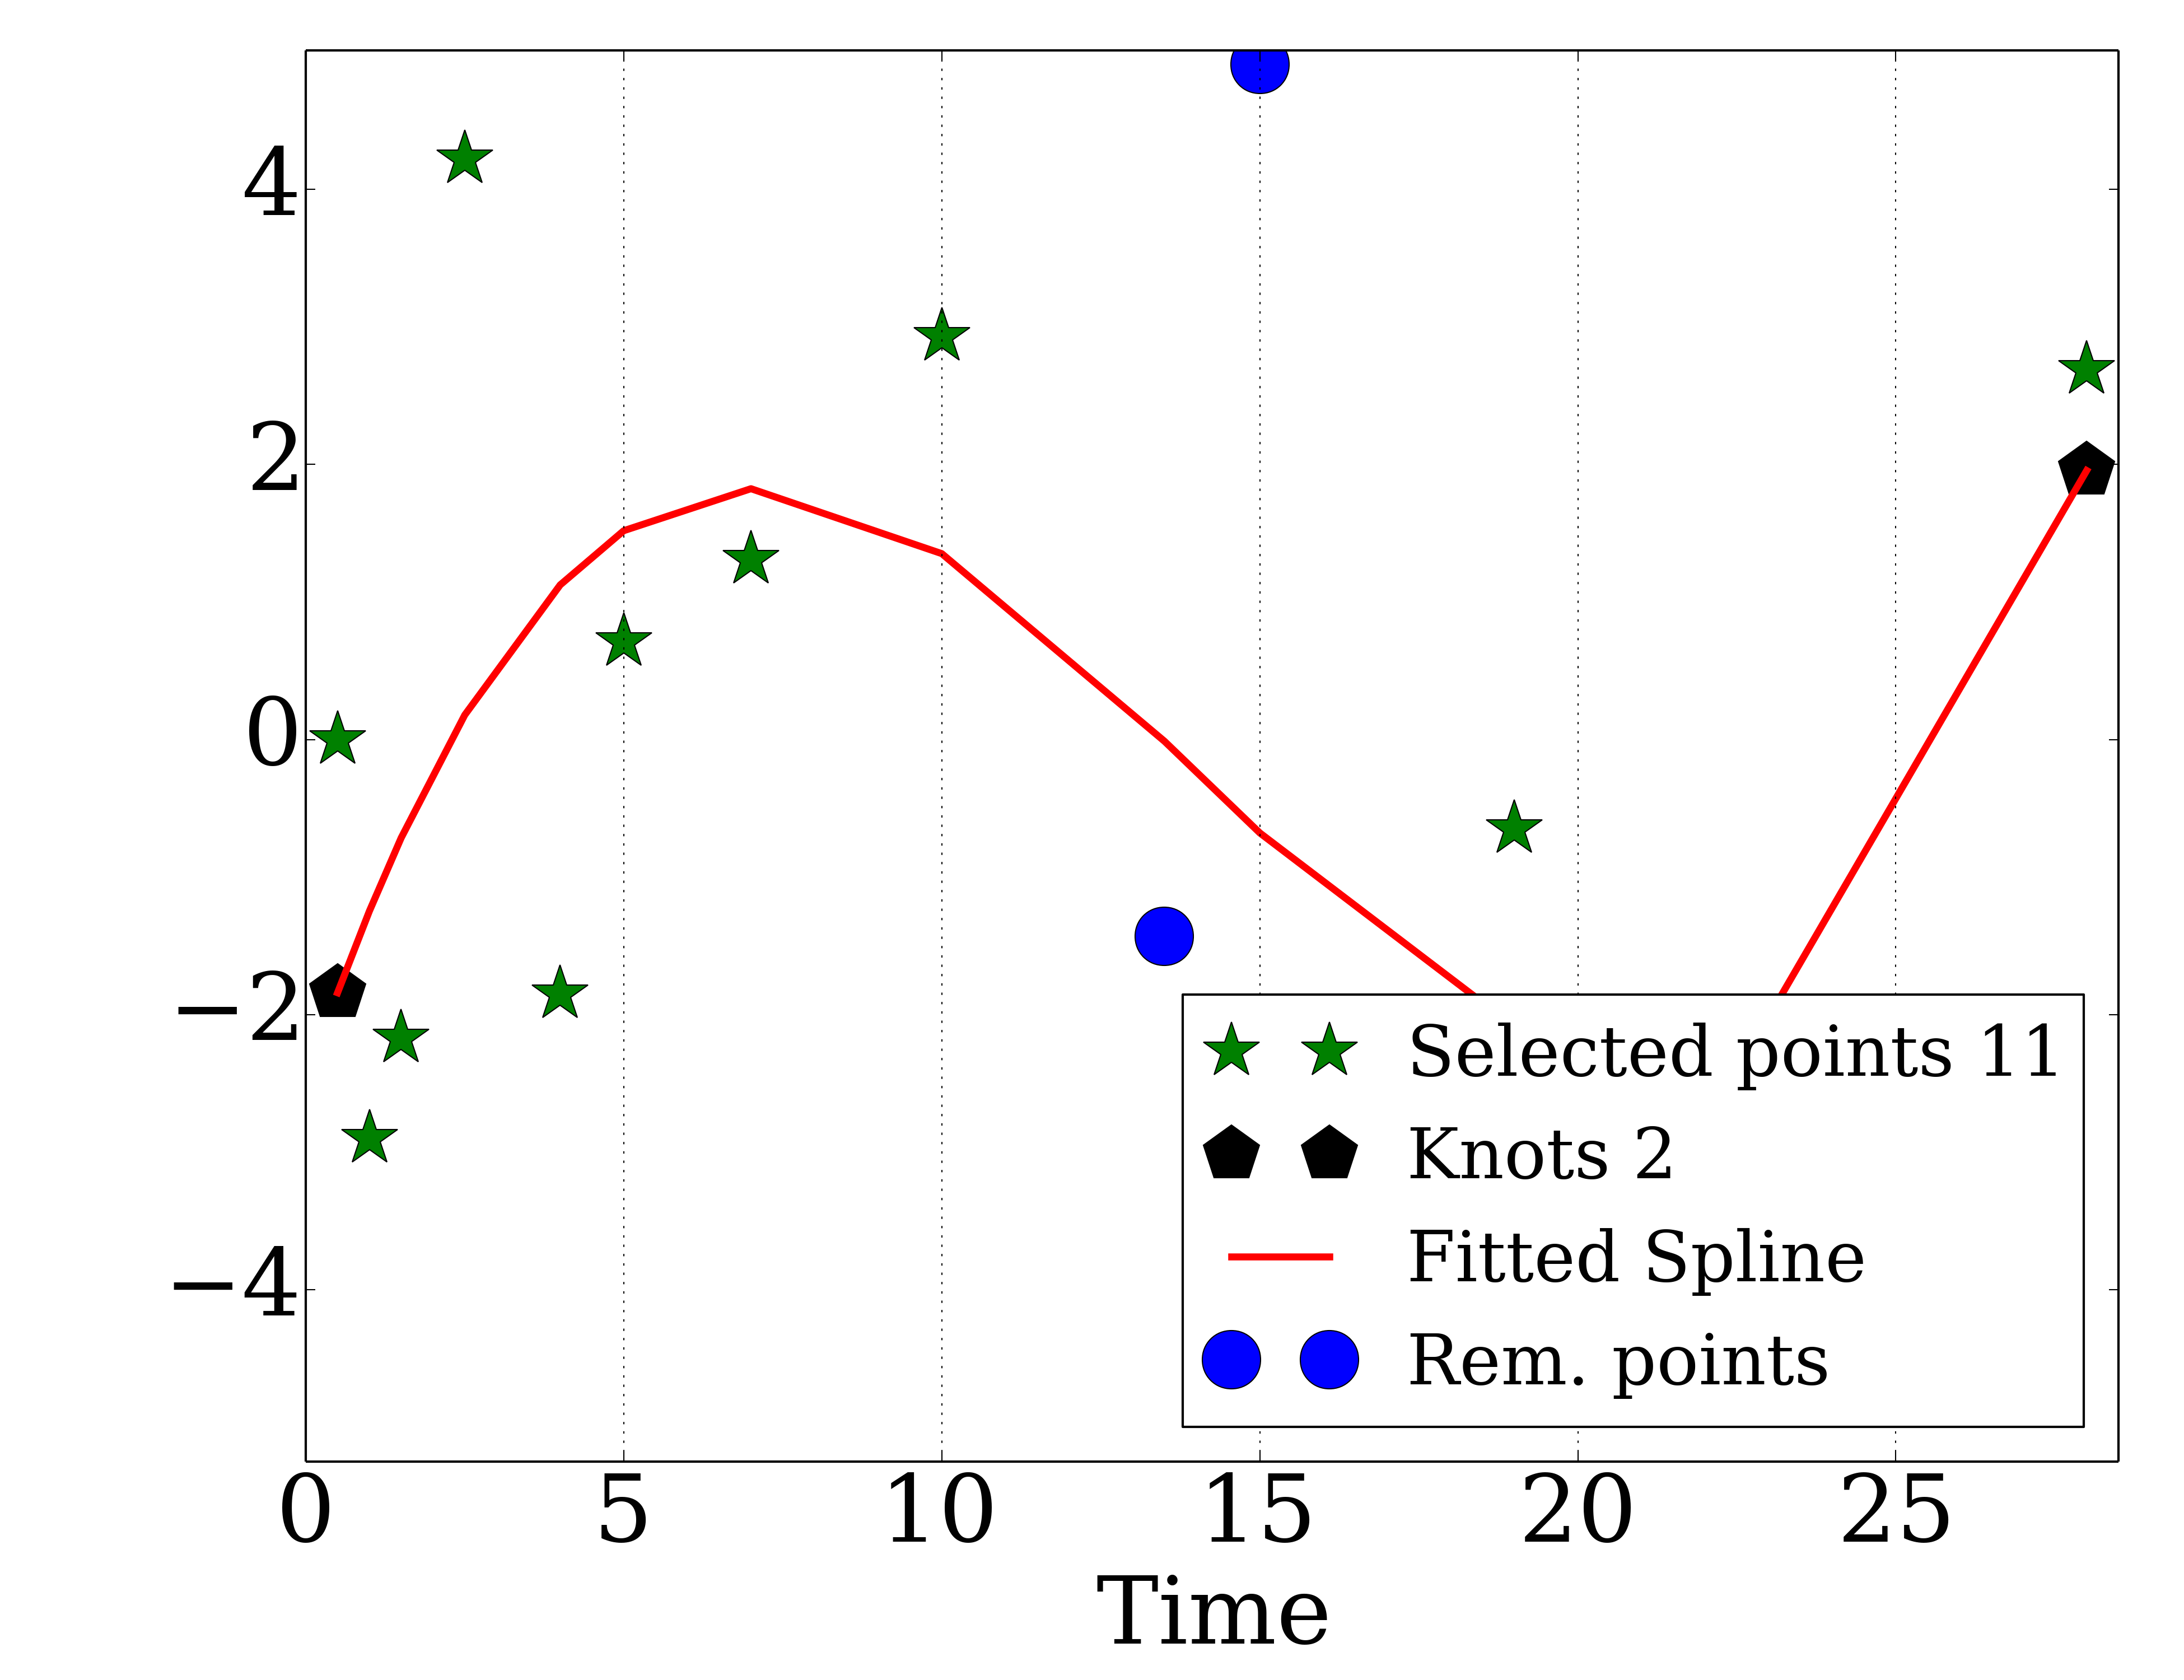 4
2
0
−2
−4
0 5 10 15 20 25
Time
Selected points 11
Knots 2
Fitted Spline
Rem. points